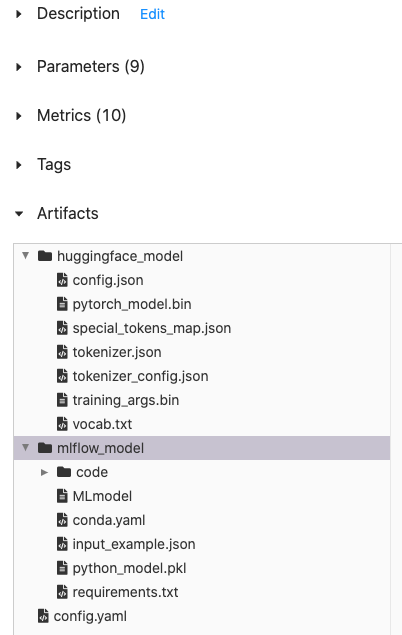 Description Edit
Parameters (9)
Metrics (10)
Tags
Artifacts
huggingface_model
config.json
pytorch_model.bin
special_tokens_map.json
tokenizer.json
tokenizer_config.json
training_args.bin
vocab.txt
mlflow_model
code
MLmodel
conda.yaml
input_example.json
python_model.pkl
requirements.txt
config.yaml